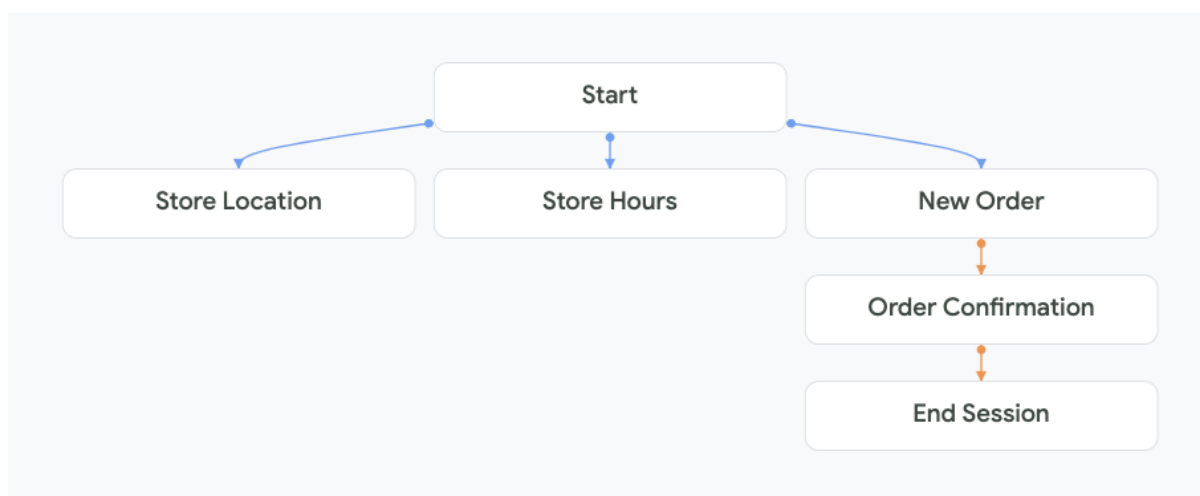 Start
Store Location
Store Hours
New Order
Order Confirmation
End Session